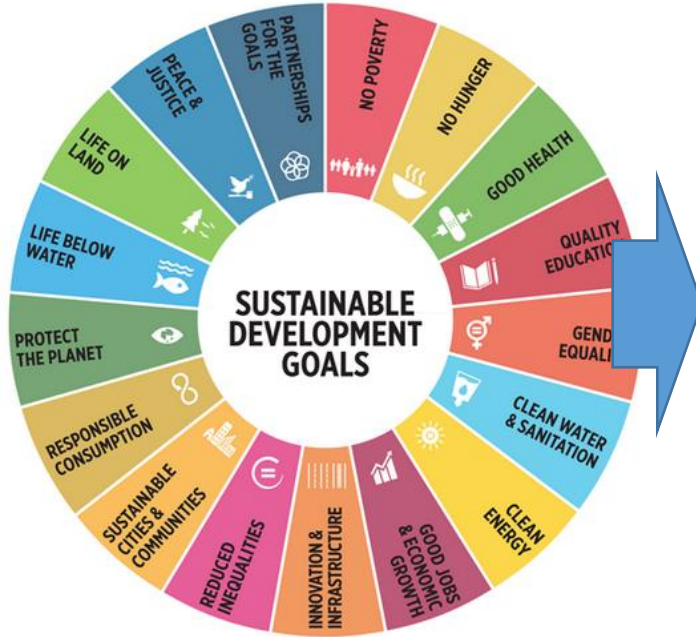 SUSTAINABLE
DEVELOPMENT
GOALS
NO POVERTY
NO HUNGER
GOOD HEALTH
QUALITY
EDUCATIO
GEND
EQUALI
CLEAN WATER
& SANITATION
CLEAN
ENERGY
GOOD JOBS
& ECONOMIC
GROWTH
INNOVATION &
INFRASTRUCTURE
REDUCED
INEQUALITIES
SUSTAINABLE
CITIES &
COMMUNITIES
RESPONSIBLE
CONSUMPTION
PROTECT
THE PLANET
LIFE BELOW
WATER
LIFE ON
LAND
PEACE &
JUSTICE
PARTNERSHIPS
FOR THE
GOALS